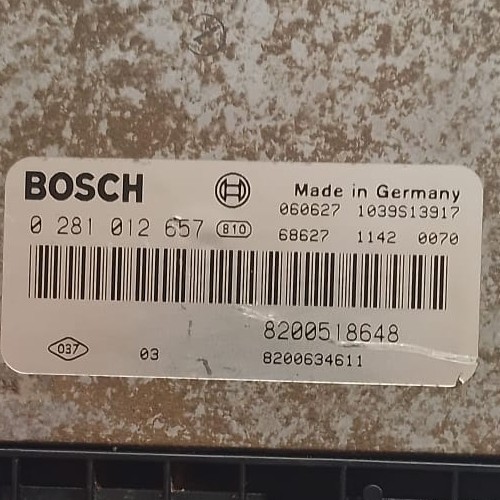 BOSCH Made in Germany
060627 1039S13917
0 281 012 657 810
68627 1142 0070
8200518648
037 03 8200634611